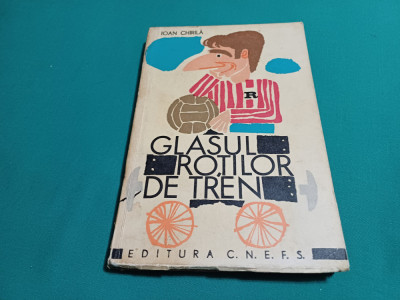 IOAN CHIRILĂ
R
GLASUL
ROȚILOR
DE TREN
EDITURA C.N.E.F.S.